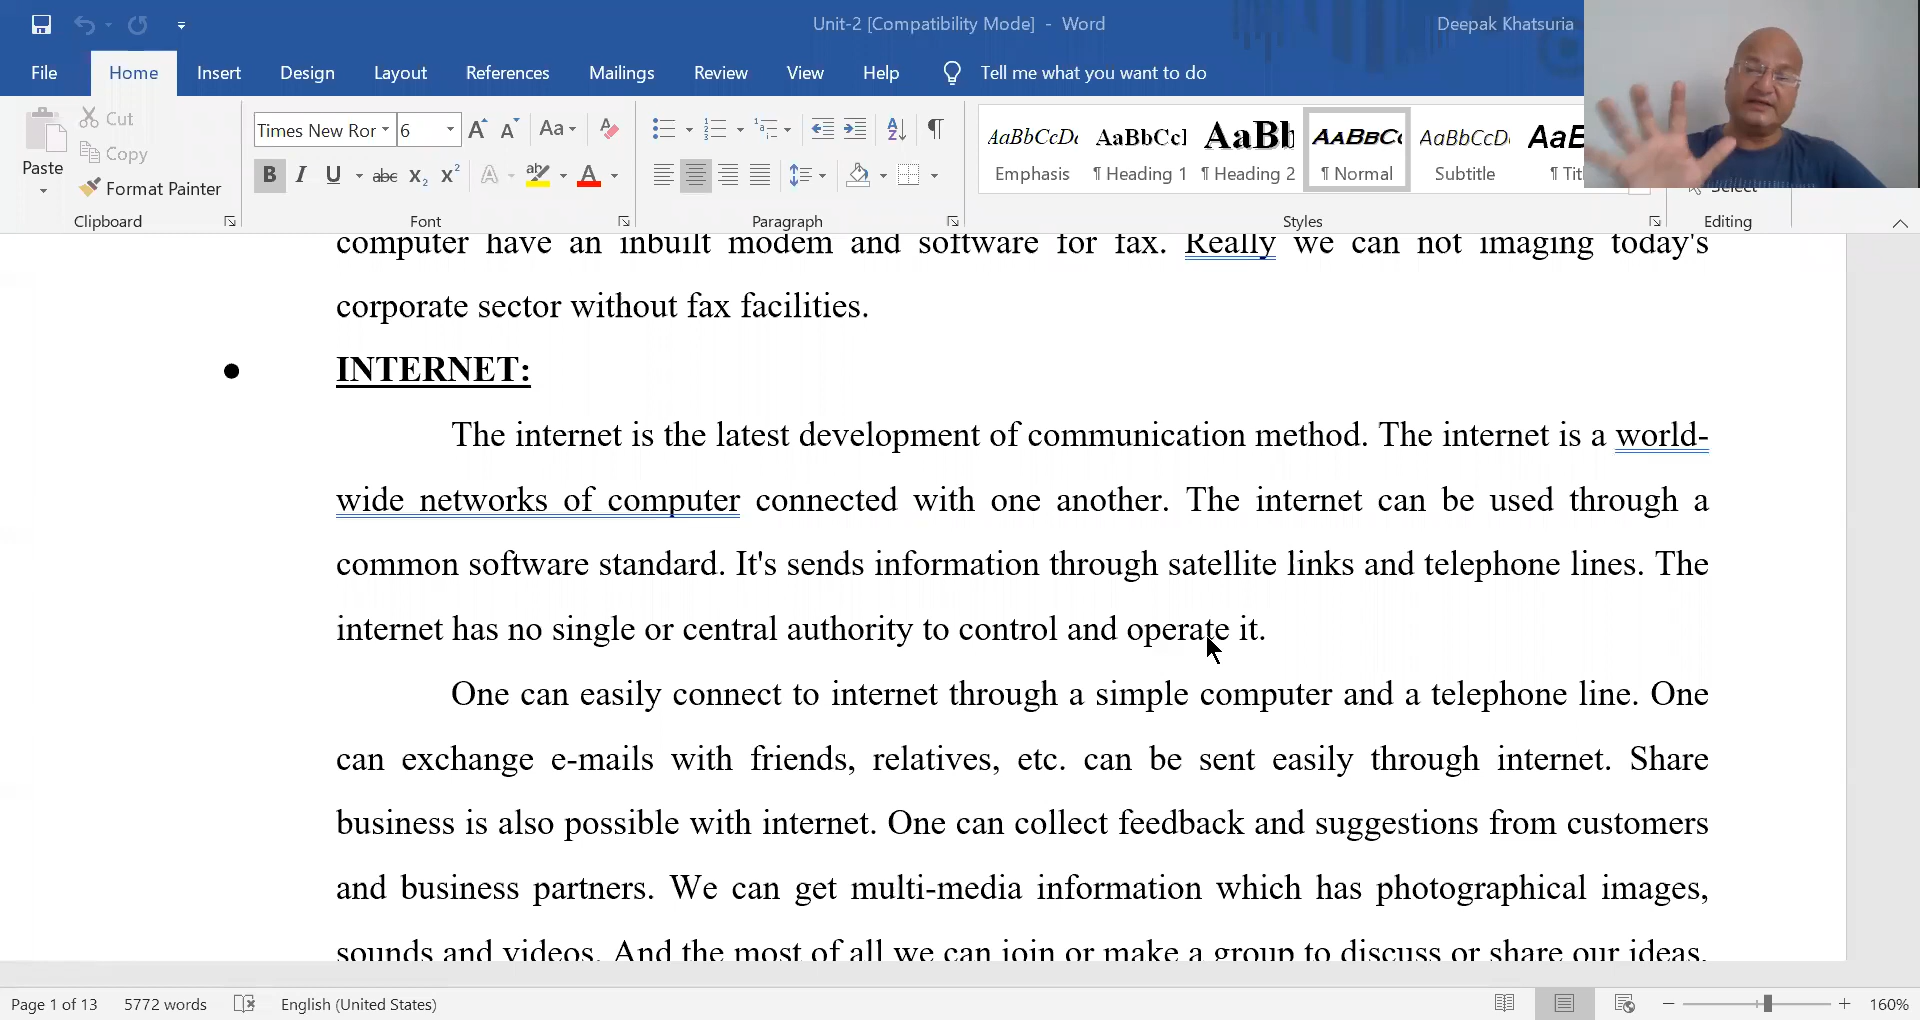 Unit-2 [Compatibility Mode] - Word
Deepak Khatsuria
File Home Insert Design Layout References Mailings Review View Help Tell me what you want to do
Paste
Cut
Copy
Format Painter
Clipboard
Times New Ror 6
Aa
B I U abc X₂ X²
A
Font
Paragraph
AaBbCcDc AaBbCcI AaBb AaBbCc AaBbCcD AaE
Emphasis ¶ Heading 1 ¶ Heading 2 ¶ Normal Subtitle ¶ Titl
Styles
Select
Editing
computer have an inbuilt modem and software for fax. Really we can not imaging today's
corporate sector without fax facilities.
● INTERNET:
The internet is the latest development of communication method. The internet is a world-
wide networks of computer connected with one another. The internet can be used through a
common software standard. It's sends information through satellite links and telephone lines. The
internet has no single or central authority to control and operate it.
One can easily connect to internet through a simple computer and a telephone line. One
can exchange e-mails with friends, relatives, etc. can be sent easily through internet. Share
business is also possible with internet. One can collect feedback and suggestions from customers
and business partners. We can get multi-media information which has photographical images,
sounds and videos. And the most of all we can join or make a group to discuss or share our ideas.
Page 1 of 13 5772 words English (United States) 160%